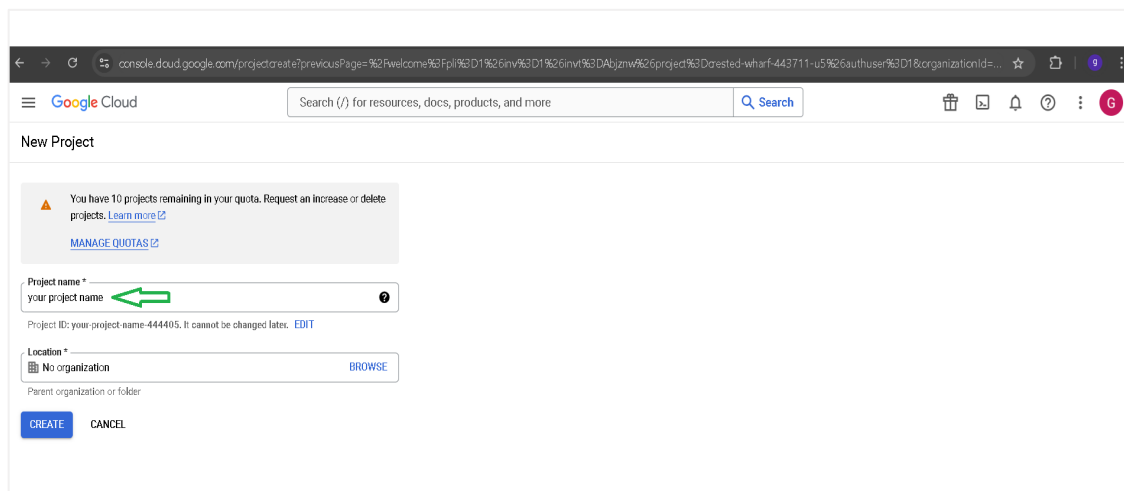 console.cloud.google.com/projectcreate?previousPage=%2Fwelcome%3Fpli%3D1%26inv%3D1%26invt%3DAbjznw%26project%3Dcrested-wharf-443711-u5%26authuser%3D1&organizationId=...
g
Google Cloud
Search (/) for resources, docs, products, and more
Search
G
New Project
You have 10 projects remaining in your quota. Request an increase or delete
projects. Learn more
MANAGE QUOTAS
Project name *
your project name
Project ID: your-project-name-444405. It cannot be changed later. EDIT
Location *
No organization BROWSE
Parent organization or folder
CREATE CANCEL